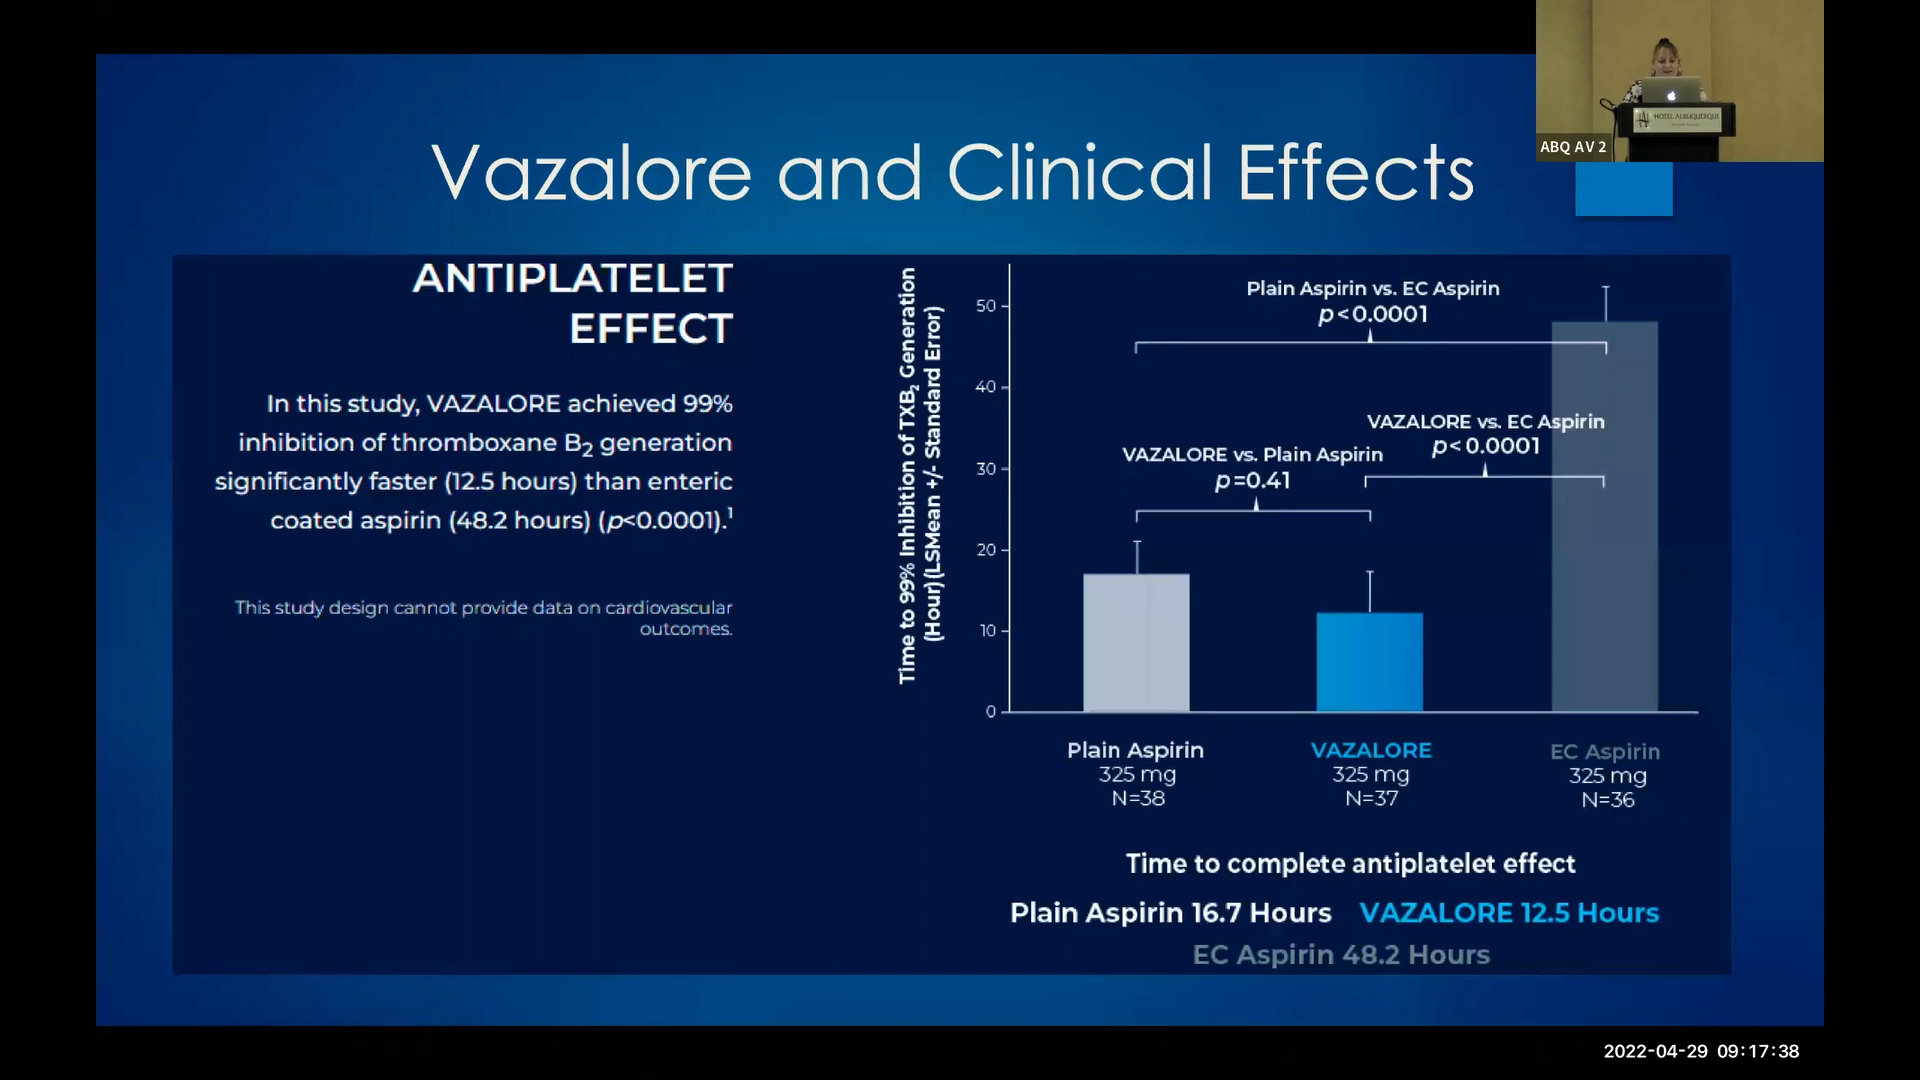 Vazalore and Clinical Effects
ABQ AV 2
HOTEL ALBUQUERQUE
ANTIPLATELET
EFFECT
In this study, VAZALORE achieved 99%
inhibition of thromboxane B₂ generation
significantly faster (12.5 hours) than enteric
coated aspirin (48.2 hours) (p<0.0001).¹
This study design cannot provide data on cardiovascular
outcomes.
Time to 99% Inhibition of TXB₂ Generation
(Hour)(LSMean +/- Standard Error)
50
40
30
20
10
0
Plain Aspirin vs. EC Aspirin
p<0.0001
VAZALORE vs. EC Aspirin
p<0.0001
VAZALORE vs. Plain Aspirin
p=0.41
Plain Aspirin
325 mg
N=38
VAZALORE
325 mg
N=37
EC Aspirin
325 mg
N=36
Time to complete antiplatelet effect
Plain Aspirin 16.7 Hours VAZALORE 12.5 Hours
EC Aspirin 48.2 Hours
2022-04-29 09:17:38